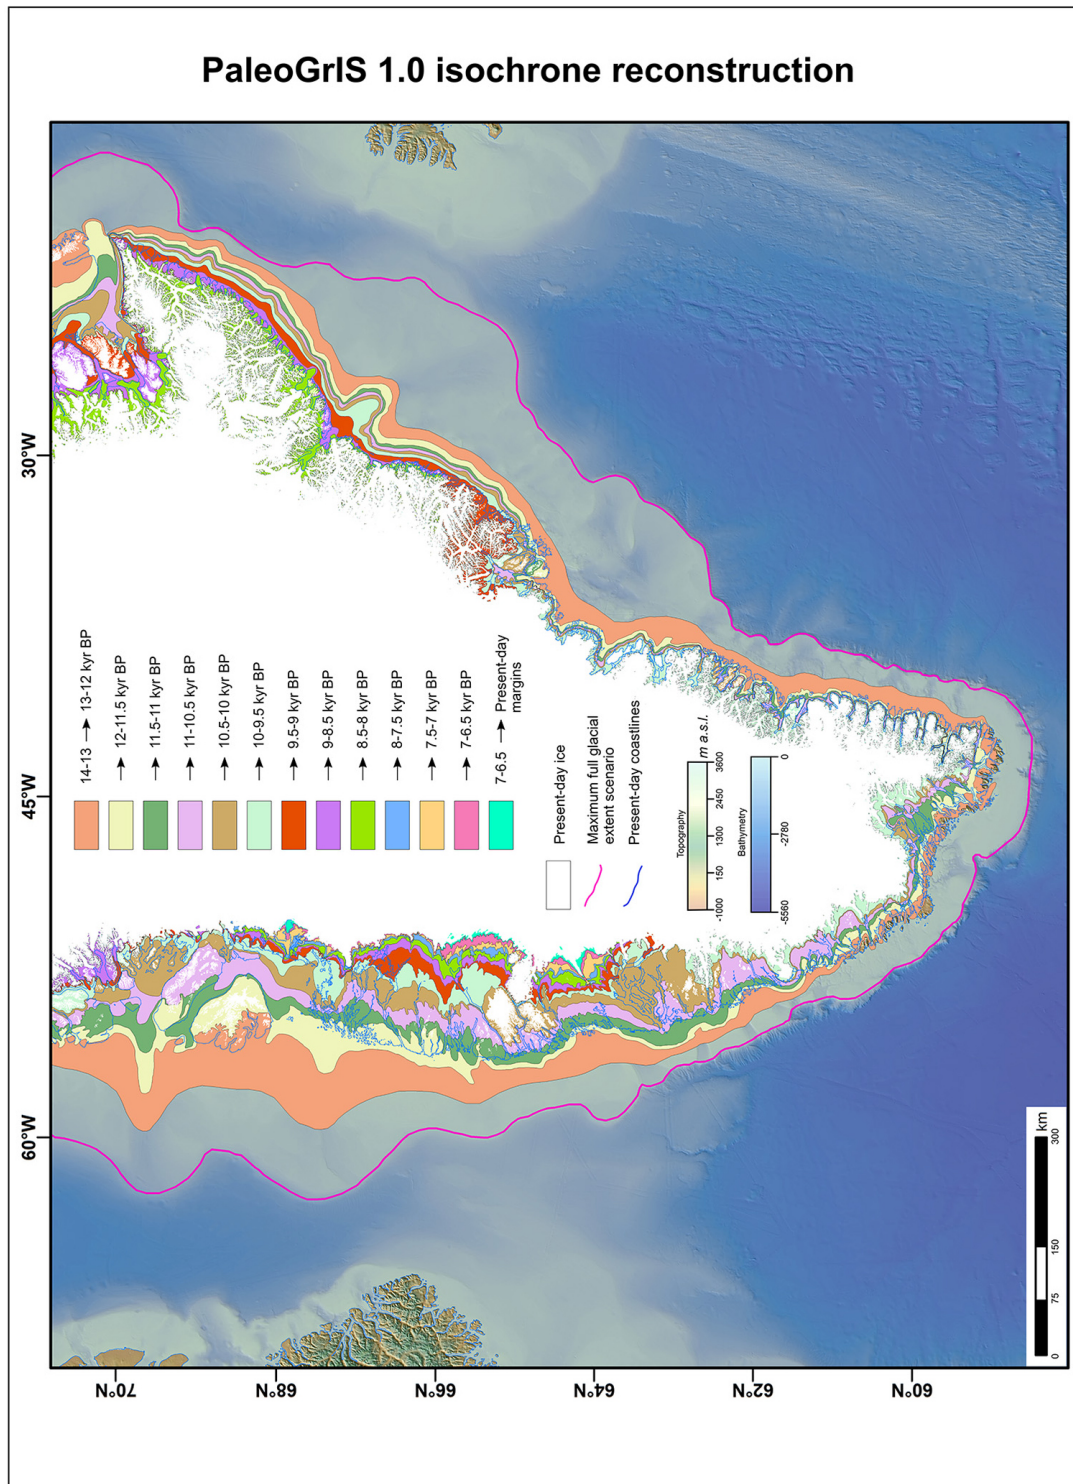 PaleoGrIS 1.0 isochrone reconstruction
30°W
45°W
60°W
14-13 → 13-12 kyr BP
→ 12-11.5 kyr BP
→ 11.5-11 kyr BP
→ 11-10.5 kyr BP
→ 10.5-10 kyr BP
→ 10-9.5 kyr BP
→ 9.5-9 kyr BP
→ 9-8.5 kyr BP
→ 8.5-8 kyr BP
→ 8-7.5 kyr BP
→ 7.5-7 kyr BP
→ 7-6.5 kyr BP
7-6.5 → Present-day
margins
Present-day ice
Maximum full glacial
extent scenario
Present-day coastlines
Topography
m a.s.l.
-1000 150 1300 2450 3600
Bathymetry
-5560 -2780 0
km
0 75 150 300
70°N
68°N
66°N
64°N
62°N
60°N